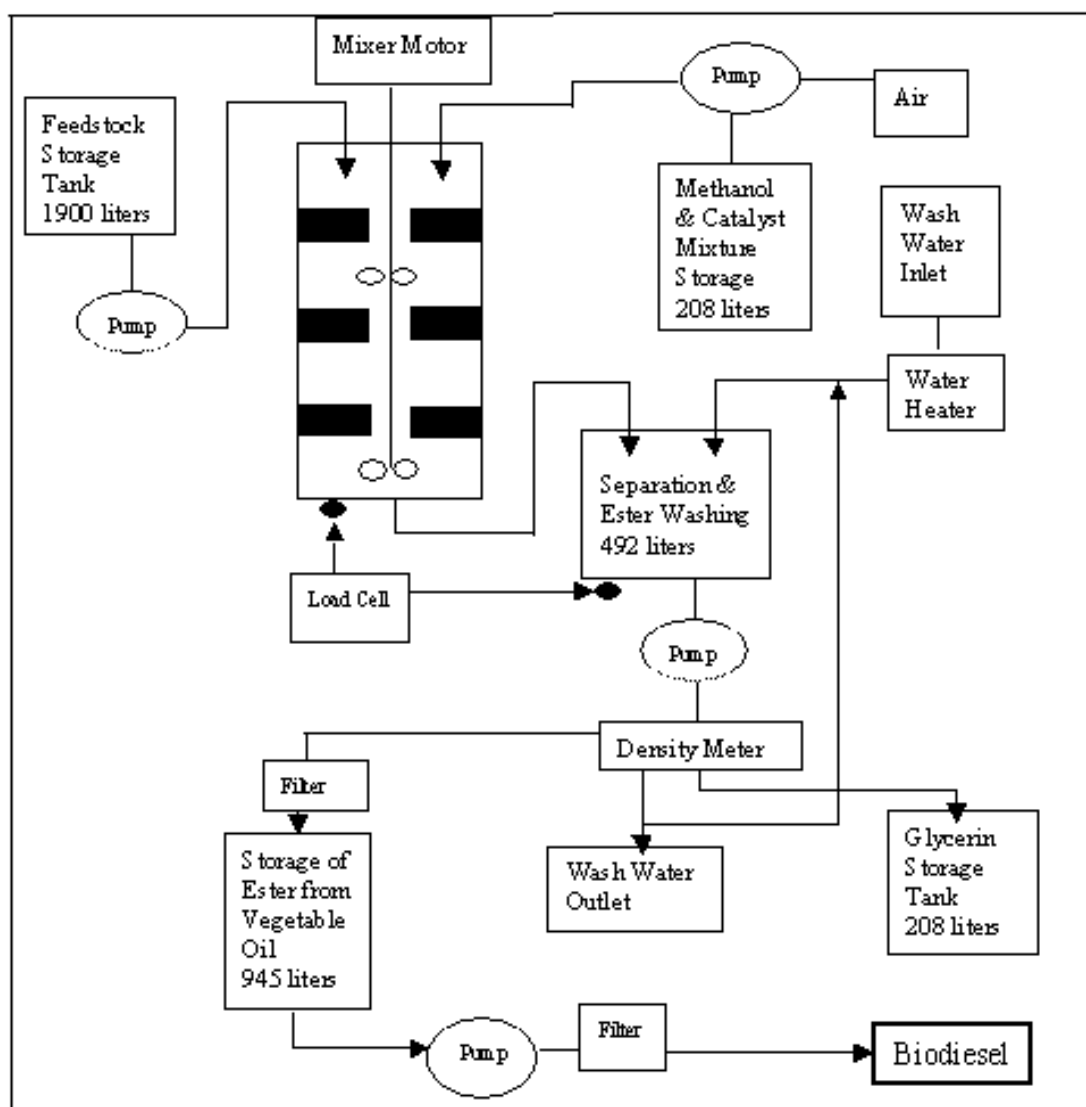 Mixer Motor
Pump
Air
Feedstock
Storage
Tank
1900 liters
Methanol
& Catalyst
Mixture
Storage
208 liters
Wash
Water
Inlet
Pump
Water
Heater
Separation &
Ester Washing
492 liters
Load Cell
Pump
Density Meter
Filter
Storage of
Ester from
Vegetable
Oil
945 liters
Wash Water
Outlet
Glycerin
Storage
Tank
208 liters
Pump
Filter
Biodiesel